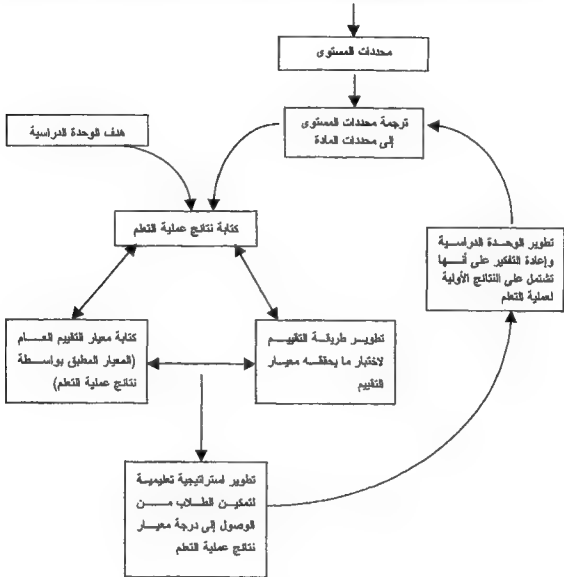 محددات المستوى
ترجمة محددات المستوى
إلى محددات المادة
هدف الوحدة الدراسية
كتابة نتائج عملية التعلم
تطوير الوحدة الدراسية
وإعادة التفكير على أنها
تشتمل على النتائج الأولية
لعملية التعلم
كتابة معيار التقييم العام
(المعيار المطبق بواسطة
نتائج عملية التعلم)
تطوير طريقة التقييم
لاختبار ما يحققه معيار
التقييم
تطوير استراتيجية تعليمية
لتمكين الطلاب من
الوصول إلى درجة معيار
نتائج عملية التعلم